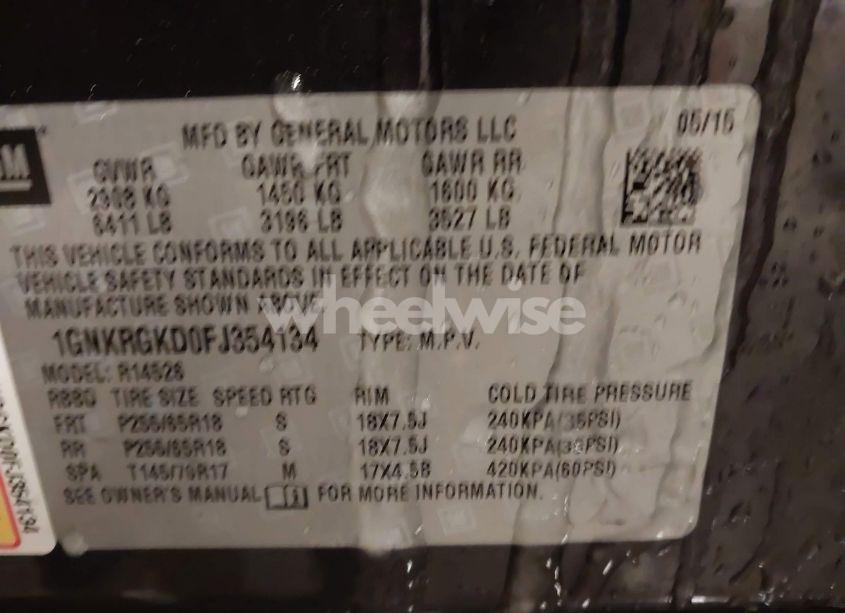 GM
MFD BY GENERAL MOTORS LLC 05/15
GVWR GAWR FRT GAWR RR
2908 KG 1450 KG 1600 KG
6411 LB 3196 LB 3527 LB
THIS VEHICLE CONFORMS TO ALL APPLICABLE U.S. FEDERAL MOTOR
VEHICLE SAFETY STANDARDS IN EFFECT ON THE DATE OF
MANUFACTURE SHOWN ABOVE
wheelwise
1GNKRGKD0FJ354134 TYPE: M.P.V.
MODEL: R14526
TIRE SIZE SPEED RTG RIM COLD TIRE PRESSURE
FRT P255/65R18 S 18X7.5J 240KPA(35PSI)
RR P255/65R18 S 18X7.5J 240KPA(35PSI)
SPA T145/70R17 M 17X4.5B 420KPA(60PSI)
SEE OWNER'S MANUAL FOR MORE INFORMATION.